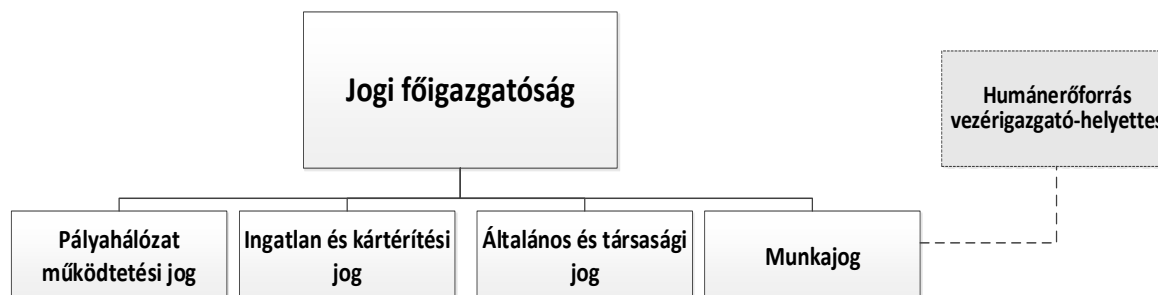 Jogi főigazgatóság
Humánerőforrás
vezérigazgató-helyettes
Pályahálózat
működtetési jog
Ingatlan és kártérítési
jog
Általános és társasági
jog
Munkajog